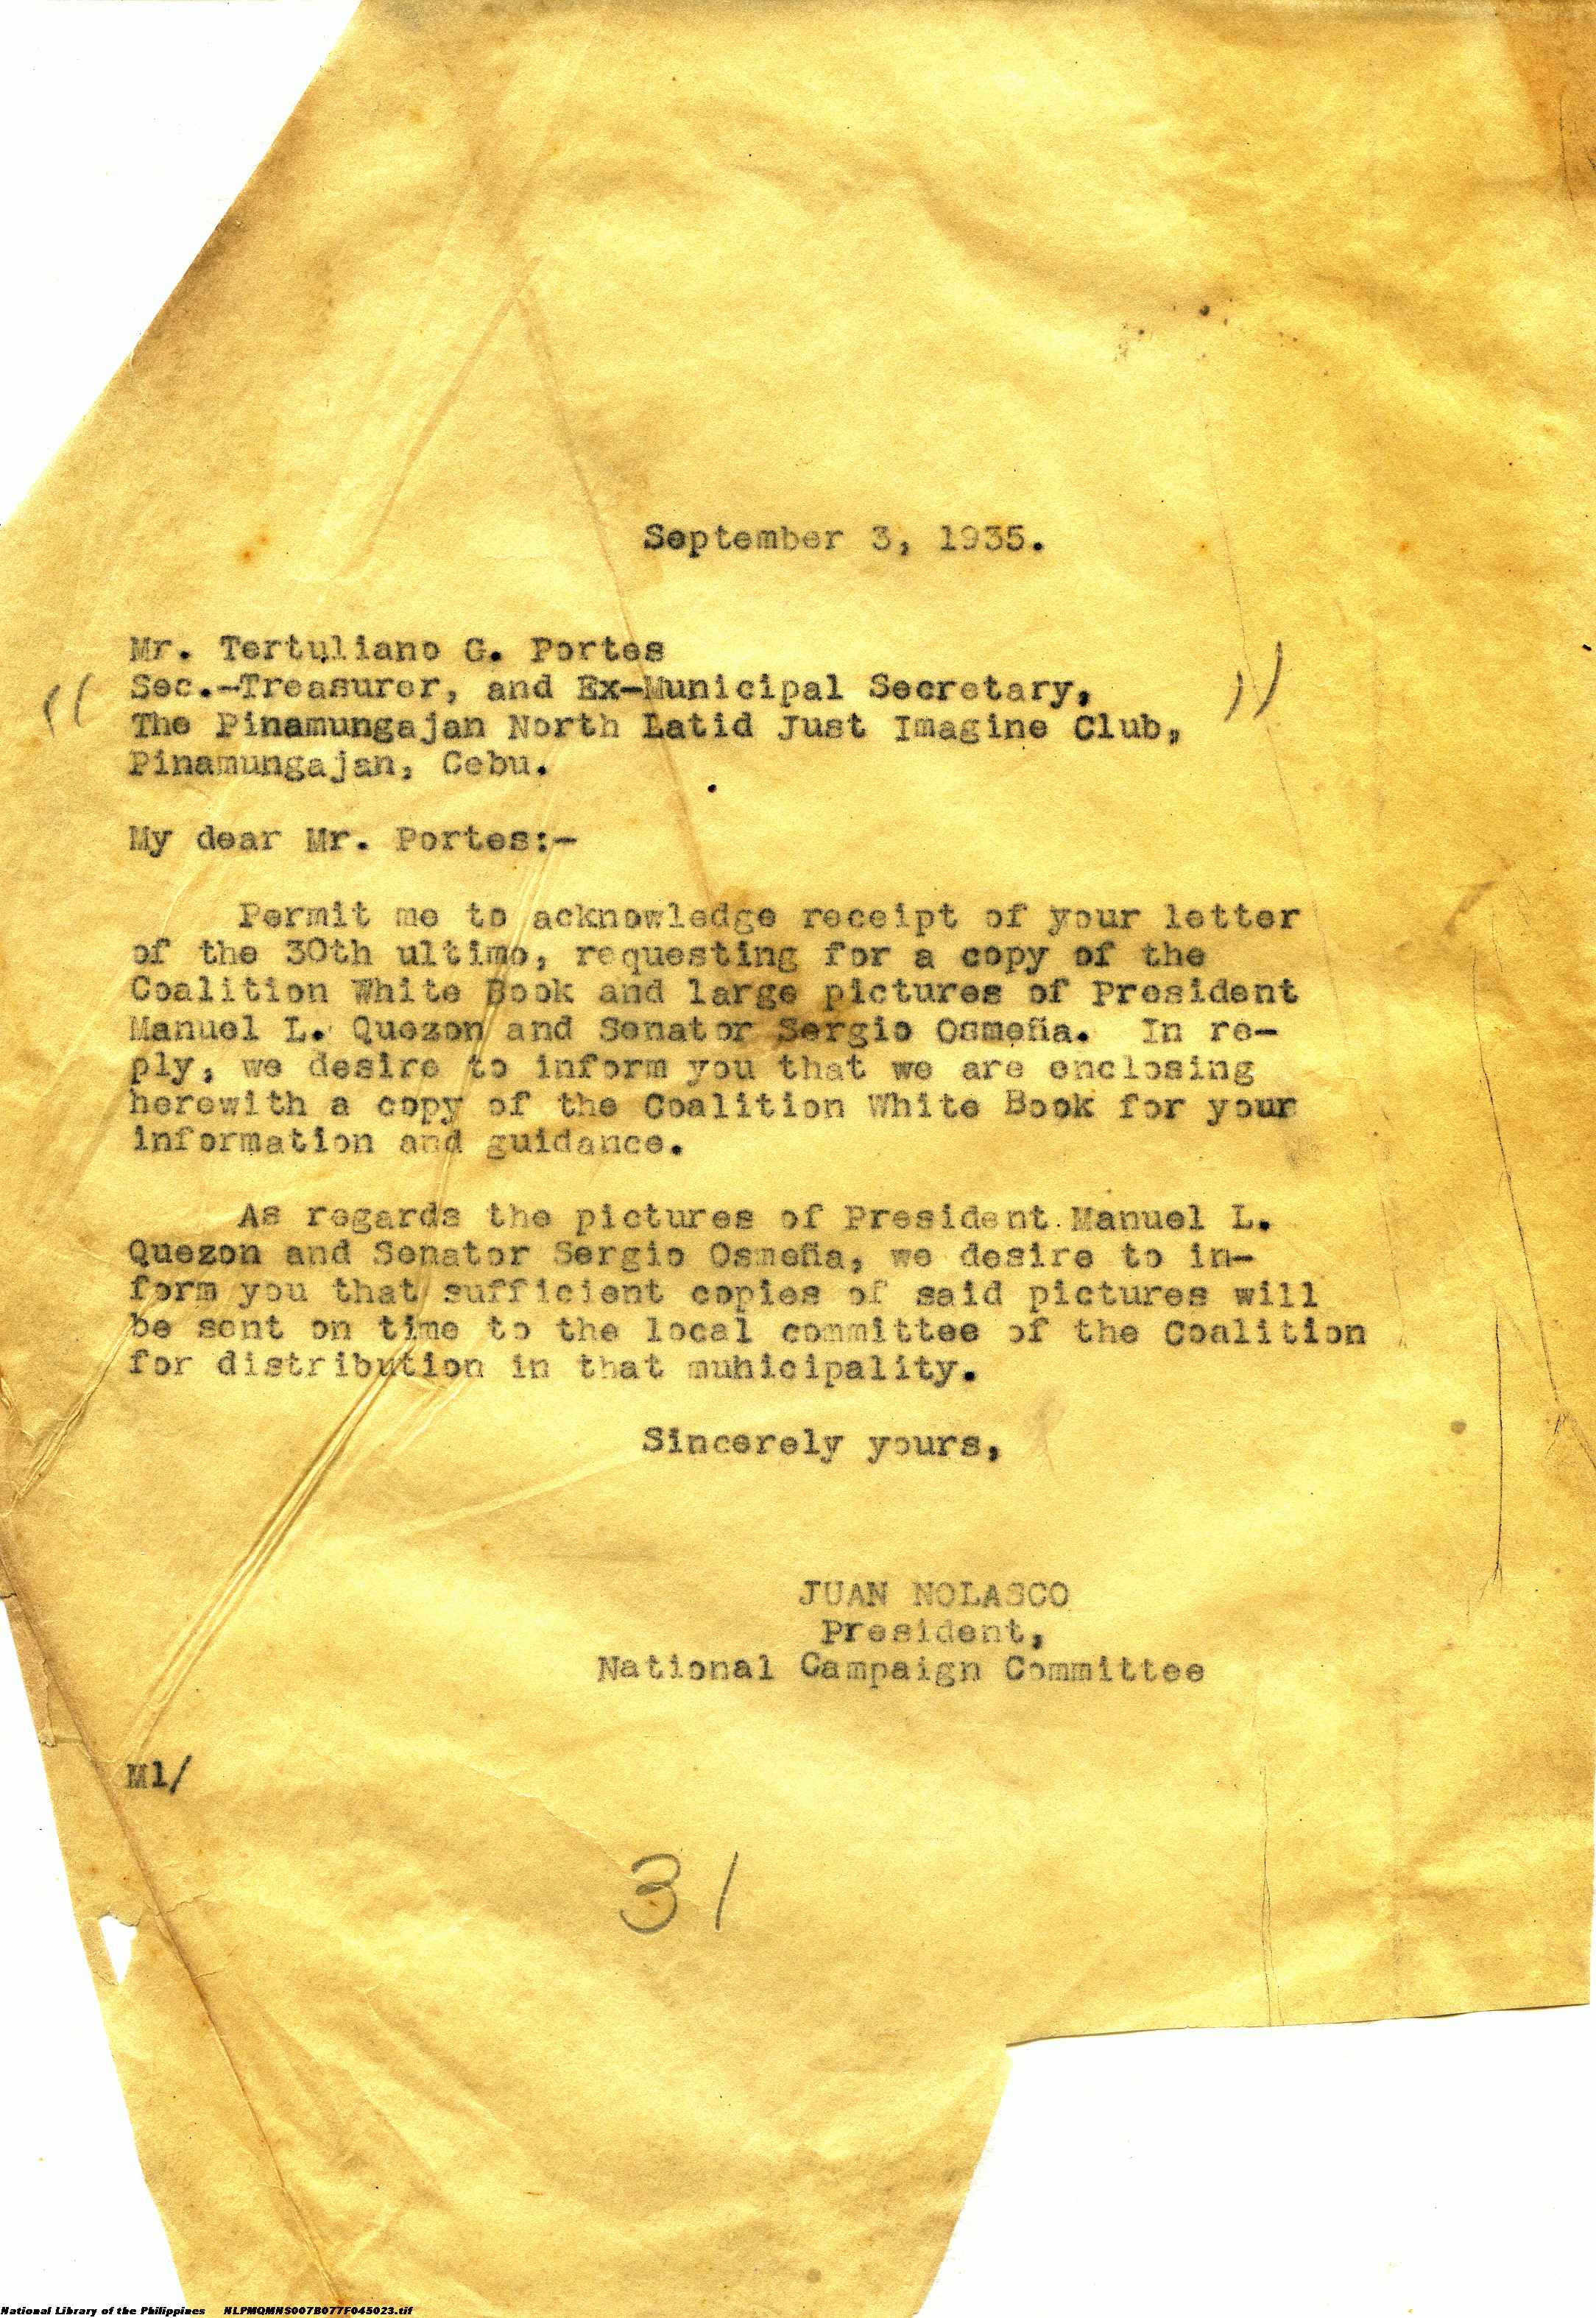 September 3, 1935.
Mr. Tertuliano G. Portes
Sec.-Treasurer, and Ex-Municipal Secretary,
The Pinamungajan North Latid Just Imagine Club,
Pinamungajan, Cebu.
My dear Mr. Portes:-
Permit me to acknowledge receipt of your letter
of the 30th ultimo, requesting for a copy of the
Coalition White Book and large pictures of President
Manuel L. Quezon and Senator Sergio Osmeña. In re-
ply, we desire to inform you that we are enclosing
herewith a copy of the Coalition White Book for your
information and guidance.
As regards the pictures of President Manuel L.
Quezon and Senator Sergio Osmeña, we desire to in-
form you that sufficient copies of said pictures will
be sent on time to the local committee of the Coalition
for distribution in that muhicipality.
Sincerely yours,
JUAN NOLASCO
President,
National Campaign Committee
Ml/
31
National Library of the Philippines NLPMQMNS007B077F045023.tif